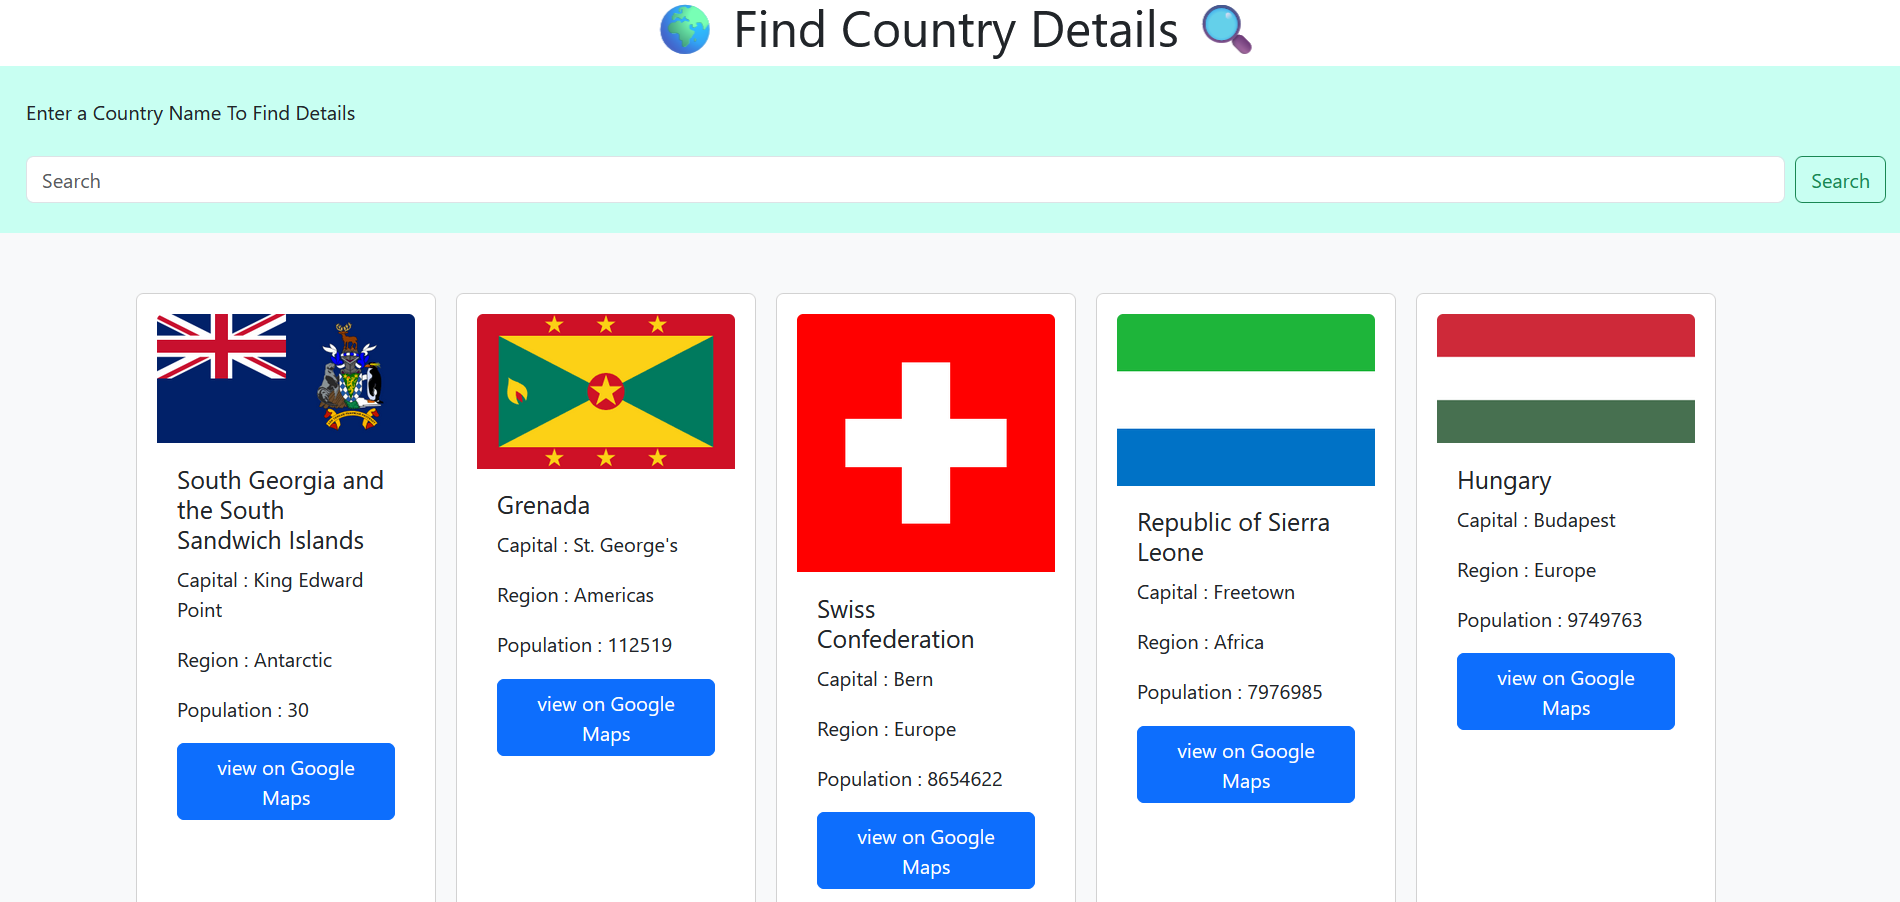 Find Country Details
Enter a Country Name To Find Details
Search
Search
South Georgia and
the South
Sandwich Islands
Capital : King Edward
Point
Region : Antarctic
Population : 30
view on Google
Maps
Grenada
Capital : St. George's
Region : Americas
Population : 112519
view on Google
Maps
Swiss
Confederation
Capital : Bern
Region : Europe
Population : 8654622
view on Google
Maps
Republic of Sierra
Leone
Capital : Freetown
Region : Africa
Population : 7976985
view on Google
Maps
Hungary
Capital : Budapest
Region : Europe
Population : 9749763
view on Google
Maps